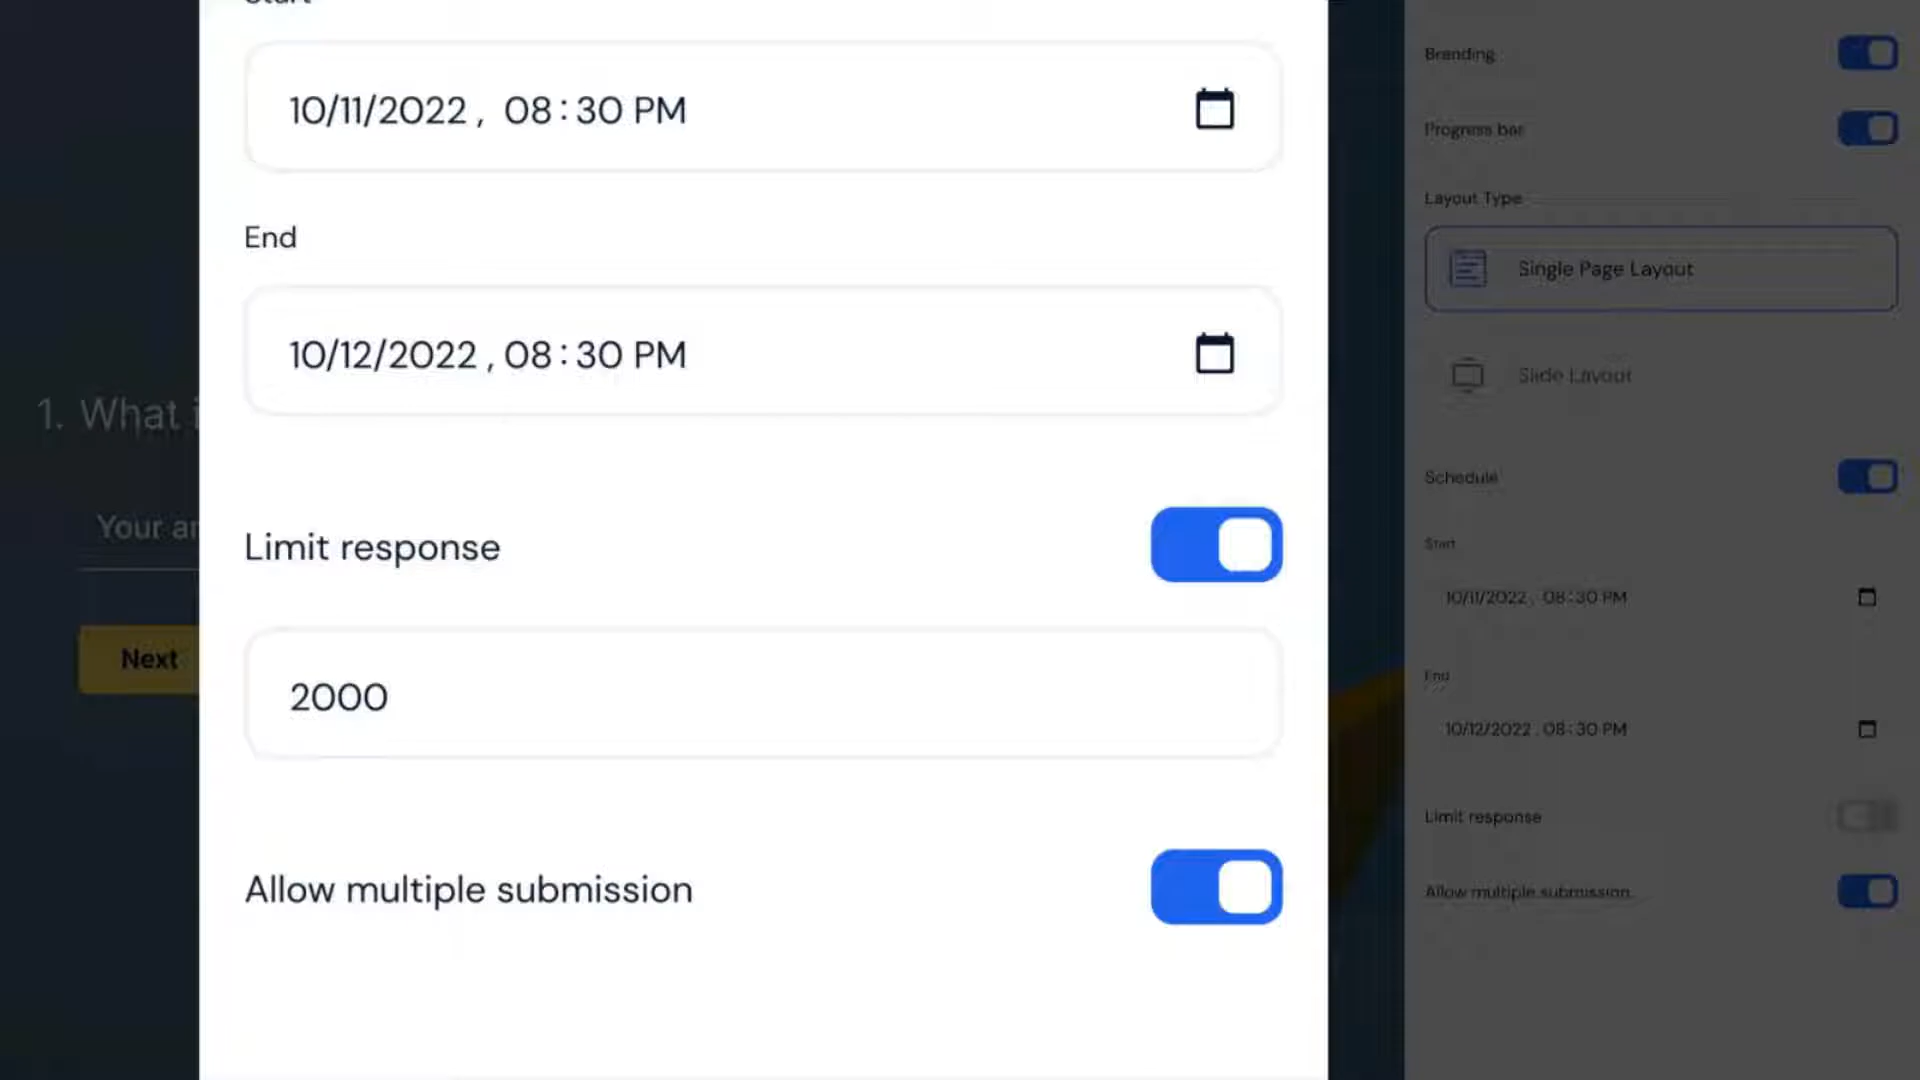 Start
10/11/2022 , 08:30 PM
End
10/12/2022 , 08:30 PM
Limit response
2000
Allow multiple submission
1. What
Your
Next
Branding
Progress bar
Layout Type
Single Page Layout
Slide Layout
Schedule
Start
10/11/2022 , 08:30 PM
End
10/12/2022 , 08:30 PM
Limit response
Allow multiple submission